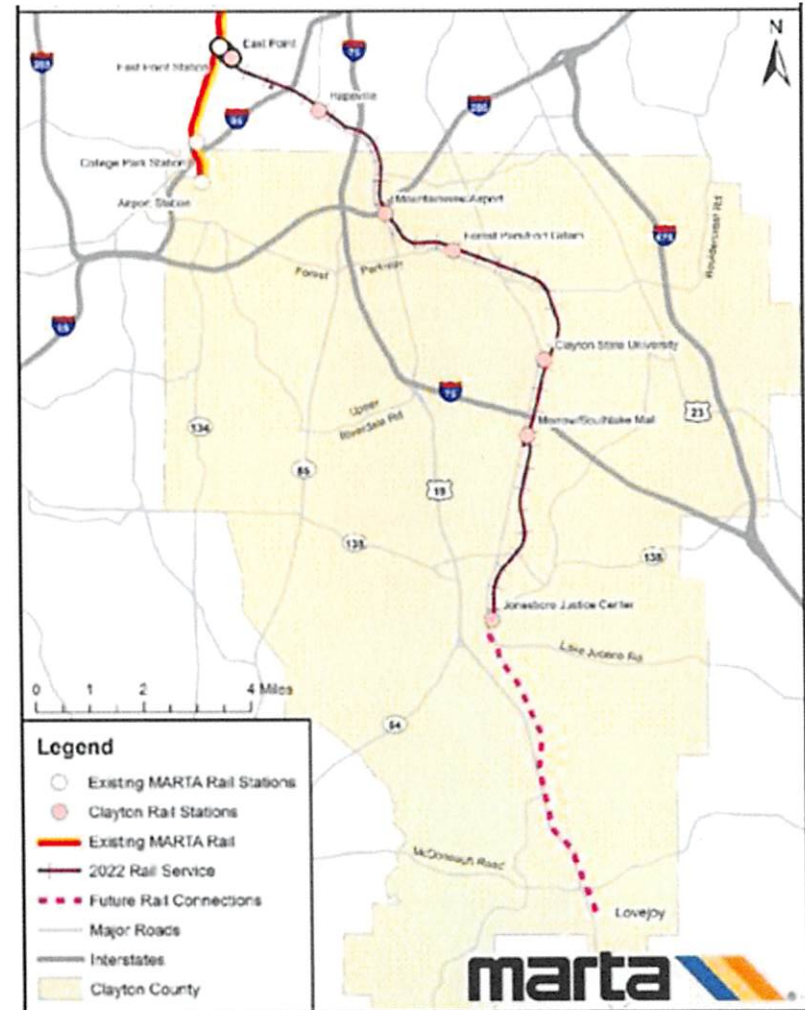 N
285
75
East Point
East Point Station
Hapeville
85
285
College Park Station
Airport Station
Mountainview/Airport
Forest Park/Fort Gillem
Forest Parkway
Bouldercrest Rd
675
85
Clayton State University
75
Upper
Riverdale Rd
Morrow/Southlake Mall
23
85
19
138
138
Jonesboro Justice Center
Lake Jodeco Rd
0 1 2 4 Miles
54
McDonough Road
Lovejoy
Legend
Existing MARTA Rail Stations
Clayton Rail Stations
Existing MARTA Rail
2022 Rail Service
Future Rail Connections
Major Roads
Interstates
Clayton County
marta